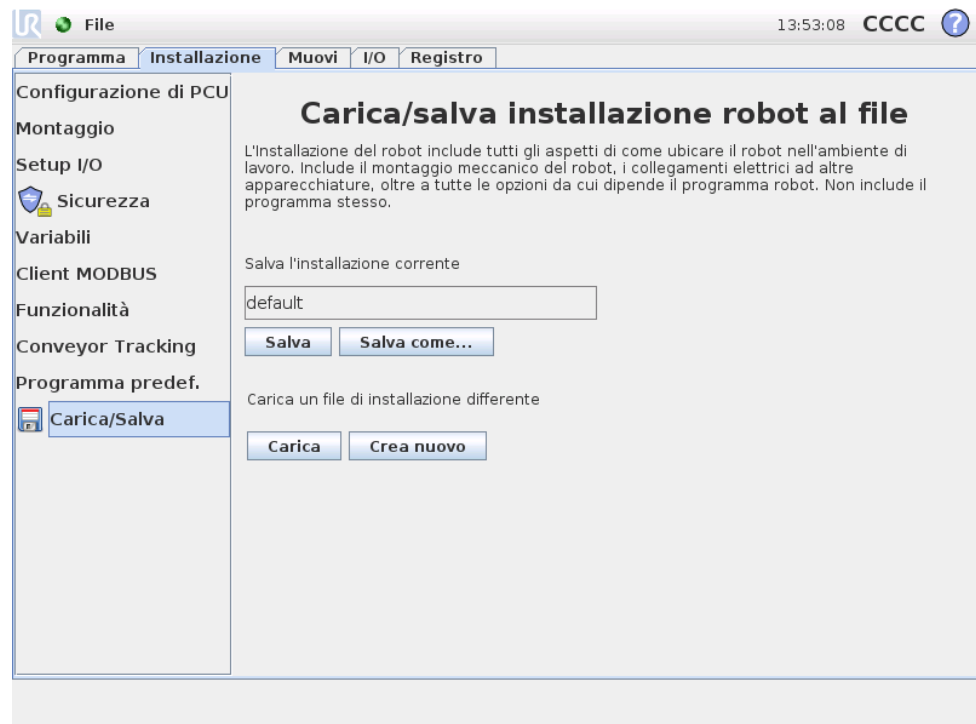 UR File 13:53:08 CCCC ?
Programma Installazione Muovi I/O Registro
Configurazione di PCU
Montaggio
Setup I/O
Sicurezza
Variabili
Client MODBUS
Funzionalità
Conveyor Tracking
Programma predef.
Carica/Salva
Carica/salva installazione robot al file
L'Installazione del robot include tutti gli aspetti di come ubicare il robot nell'ambiente di
lavoro. Include il montaggio meccanico del robot, i collegamenti elettrici ad altre
apparecchiature, oltre a tutte le opzioni da cui dipende il programma robot. Non include il
programma stesso.
Salva l'installazione corrente
default
Salva Salva come...
Carica un file di installazione differente
Carica Crea nuovo